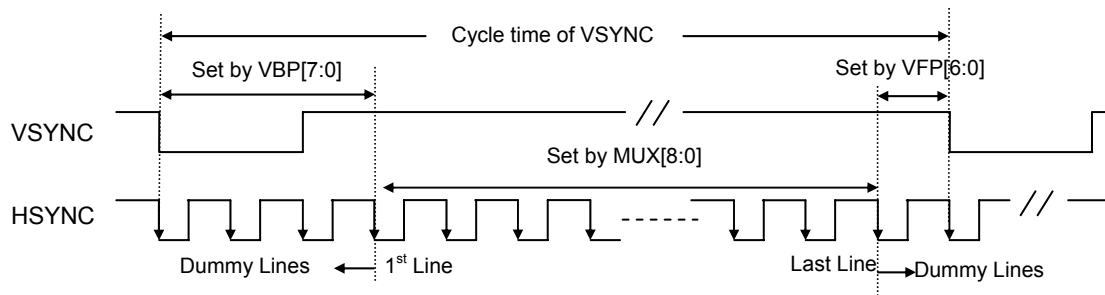 Cycle time of VSYNC
Set by VBP[7:0]
Set by VFP[6:0]
VSYNC
Set by MUX[8:0]
HSYNC
Dummy Lines
1st Line
Last Line
Dummy Lines